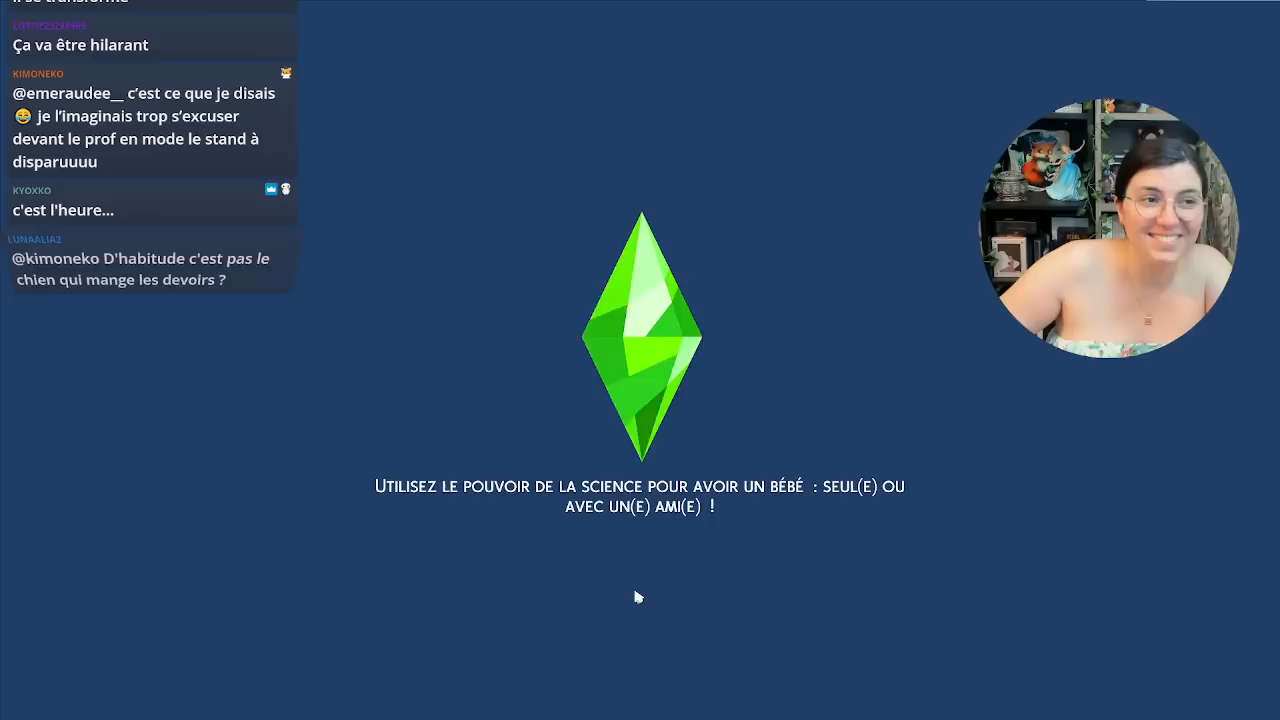 Ça va être hilarant
KIMONEKO
@emeraudee__ c’est ce que je disais
😂 je l’imaginais trop s’excuser
devant le prof en mode le stand à
disparuuuu
KYOXKO
c'est l'heure...
LUNAALIA2
@kimoneko D'habitude c'est pas le
chien qui mange les devoirs ?
UTILISEZ LE POUVOIR DE LA SCIENCE POUR AVOIR UN BÉBÉ : SEUL(E) OU
AVEC UN(E) AMI(E) !